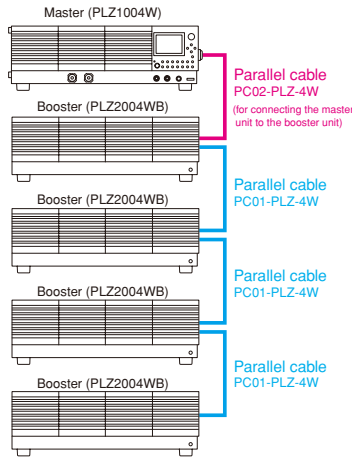 Master (PLZ1004W)
Parallel cable
PC02-PLZ-4W
(for connecting the master
unit to the booster unit)
Booster (PLZ2004WB)
Parallel cable
PC01-PLZ-4W
Booster (PLZ2004WB)
Parallel cable
PC01-PLZ-4W
Booster (PLZ2004WB)
Parallel cable
PC01-PLZ-4W
Booster (PLZ2004WB)